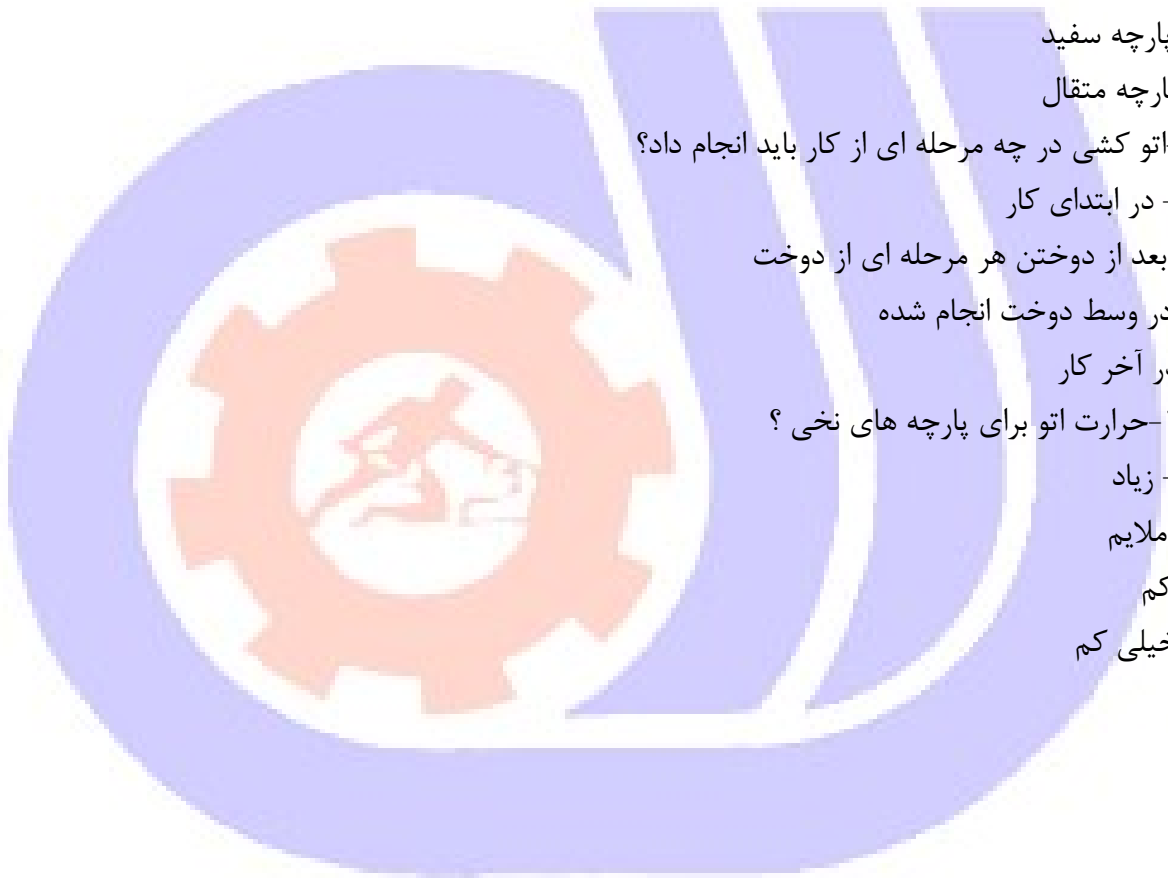 پارچه سفید
پارچه متقال
-اتو کشی در چه مرحله ای از کار باید انجام داد؟
- در ابتدای کار
بعد از دوختن هر مرحله ای از دوخت
در وسط دوخت انجام شده
در آخر کار
-حرارت اتو برای پارچه های نخی ؟
- زیاد
ملایم
کم
خیلی کم